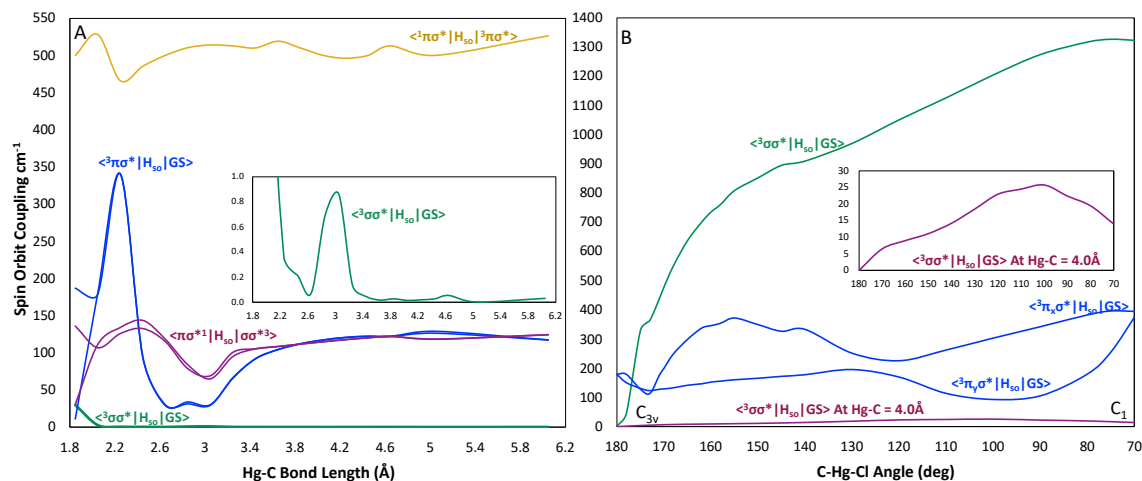 A
550
500
450
400
350
300
250
200
150
100
50
0
Spin Orbit Coupling cm⁻¹
<¹πσ*|Hso|³πσ*>
<³πσ*|Hso|GS>
<πσ*¹|Hso|σσ*³>
<³σσ*|Hso|GS>
1.0
0.8
0.6
0.4
0.2
0.0
<³σσ*|Hso|GS>
1.8 2.2 2.6 3 3.4 3.8 4.2 4.6 5 5.4 5.8 6.2
1.8 2.2 2.6 3 3.4 3.8 4.2 4.6 5 5.4 5.8 6.2
Hg-C Bond Length (Å)
B
1400
1300
1200
1100
1000
900
800
700
600
500
400
300
200
100
0
<³σσ*|Hso|GS>
30
25
20
15
10
5
0
<³σσ*|Hso|GS> At Hg-C = 4.0Å
180 170 160 150 140 130 120 110 100 90 80 70
<³πxσ*|Hso|GS>
<³πyσ*|Hso|GS>
<³σσ*|Hso|GS> At Hg-C = 4.0Å
C3v
C1
180 170 160 150 140 130 120 110 100 90 80 70
C-Hg-Cl Angle (deg)